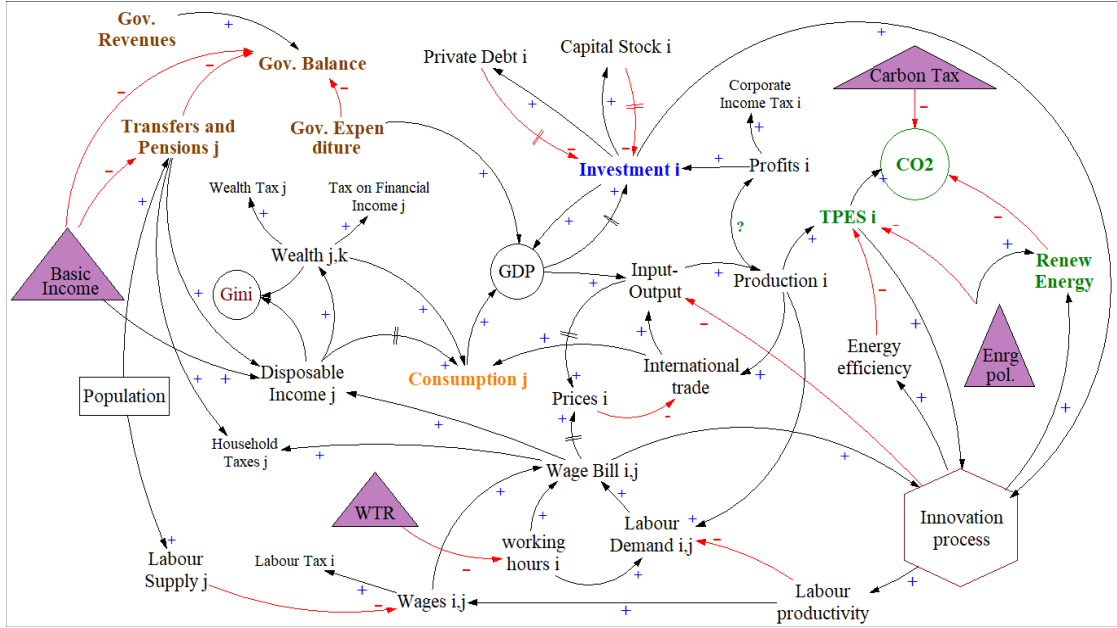 Gov.
Revenues
+
Gov. Balance
Private Debt i
Capital Stock i
+
Carbon Tax
Corporate
Income Tax i
Transfers and
Pensions j
Gov. Expen
diture
Investment i
Profits i
CO2
Wealth Tax j
Tax on Financial
Income j
?
TPES i
Wealth j,k
GDP
Input-
Output
Production i
Renew
Energy
Basic
Income
Gini
Energy
efficiency
Enrg
pol.
Disposable
Income j
Consumption j
International
trade
Population
Prices i
Household
Taxes j
Wage Bill i,j
WTR
working
hours i
Labour
Demand i,j
Innovation
process
Labour
Supply j
Labour Tax i
Wages i,j
Labour
productivity